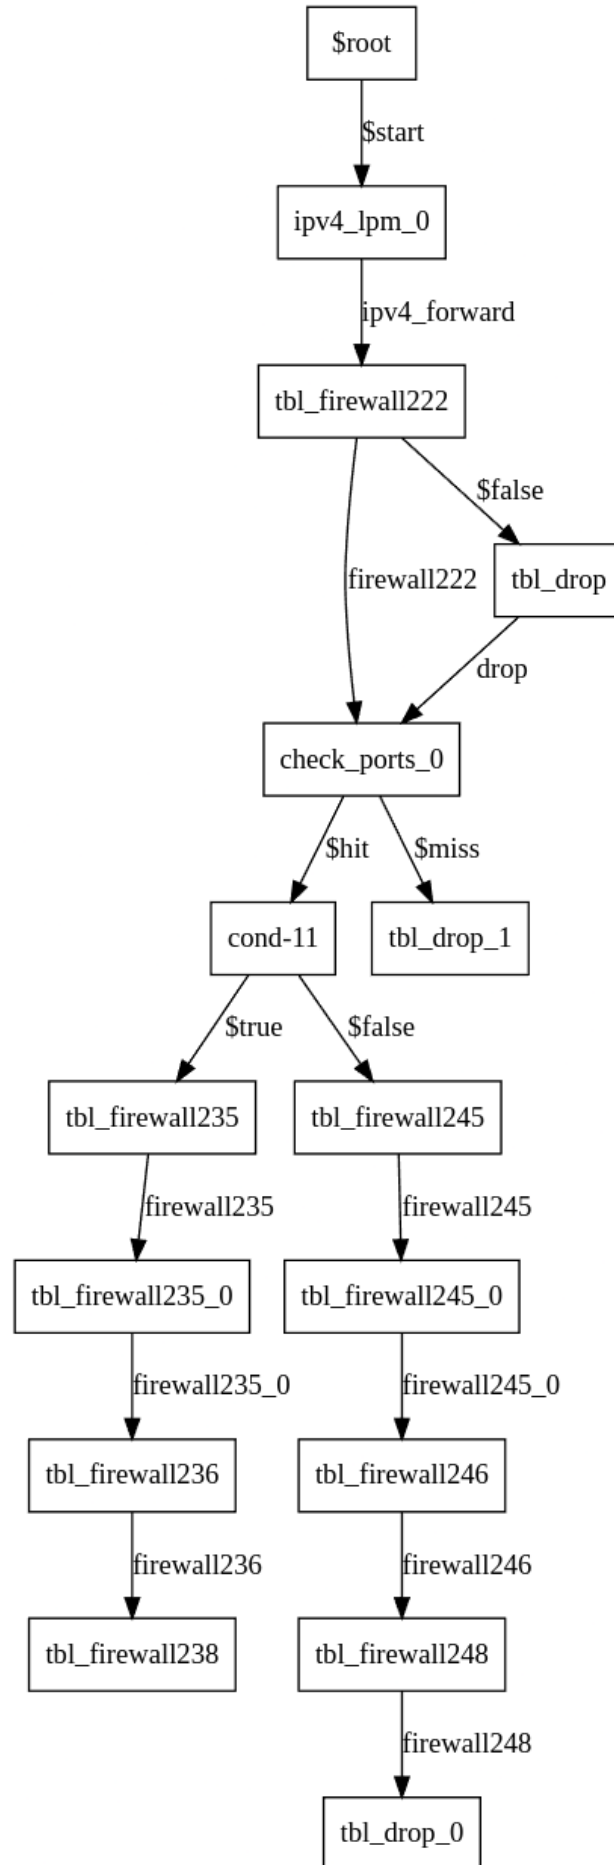 $root
$start
ipv4_lpm_0
ipv4_forward
tbl_firewall222
$false
firewall222
tbl_drop
drop
check_ports_0
$hit
$miss
cond-11
tbl_drop_1
$true
$false
tbl_firewall235
tbl_firewall245
firewall235
firewall245
tbl_firewall235_0
tbl_firewall245_0
firewall235_0
firewall245_0
tbl_firewall236
tbl_firewall246
firewall236
firewall246
tbl_firewall238
tbl_firewall248
firewall248
tbl_drop_0